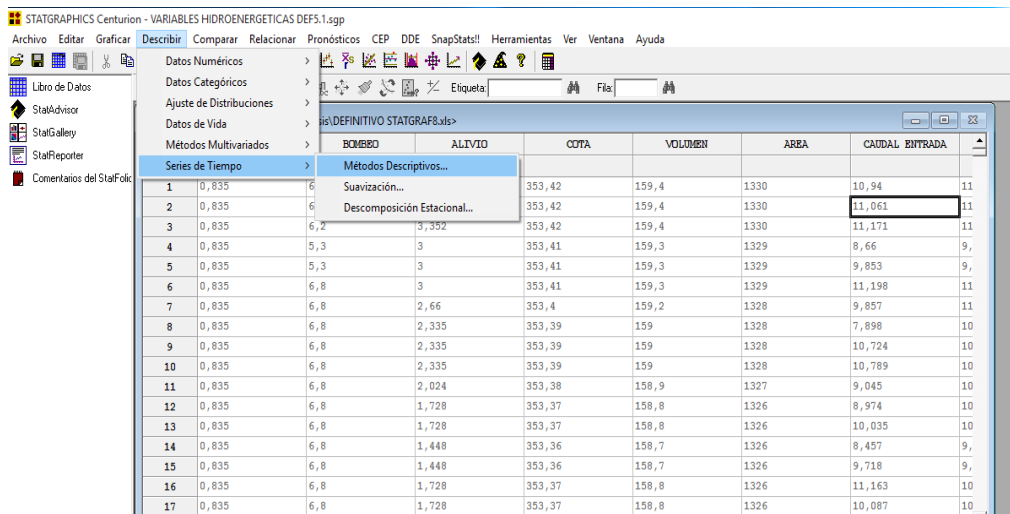 STATGRAPHICS Centurion - VARIABLES HIDROENERGETICAS DEF5.1.sgp
Archivo Editar Graficar Describir Comparar Relacionar Pronósticos CEP DDE SnapStats!! Herramientas Ver Ventana Ayuda
Etiqueta: Fila:
Libro de Datos
StatAdvisor
StatGallery
StatReporter
Comentarios del StatFolio
Datos Numéricos
Datos Categóricos
Ajuste de Distribuciones
Datos de Vida
Métodos Multivariados
Series de Tiempo
Métodos Descriptivos...
Suavización...
Descomposición Estacional...
sis\DEFINITIVO STATGRAF8.xls>
BOMBEO ALIVIO COTA VOLUMEN AREA CAUDAL ENTRADA
1 0,835 6 353,42 159,4 1330 10,94 11
2 0,835 6 353,42 159,4 1330 11,061 11
3 0,835 6,2 3,352 353,42 159,4 1330 11,171 11
4 0,835 5,3 3 353,41 159,3 1329 8,66 9,
5 0,835 5,3 3 353,41 159,3 1329 9,853 9,
6 0,835 6,8 3 353,41 159,3 1329 11,198 11
7 0,835 6,8 2,66 353,4 159,2 1328 9,857 11
8 0,835 6,8 2,335 353,39 159 1328 7,898 10
9 0,835 6,8 2,335 353,39 159 1328 10,724 10
10 0,835 6,8 2,335 353,39 159 1328 10,789 10
11 0,835 6,8 2,024 353,38 158,9 1327 9,045 10
12 0,835 6,8 1,728 353,37 158,8 1326 8,974 10
13 0,835 6,8 1,728 353,37 158,8 1326 10,035 10
14 0,835 6,8 1,448 353,36 158,7 1326 8,457 9,
15 0,835 6,8 1,448 353,36 158,7 1326 9,718 9,
16 0,835 6,8 1,728 353,37 158,8 1326 11,163 10
17 0,835 6,8 1,728 353,37 158,8 1326 10,087 10